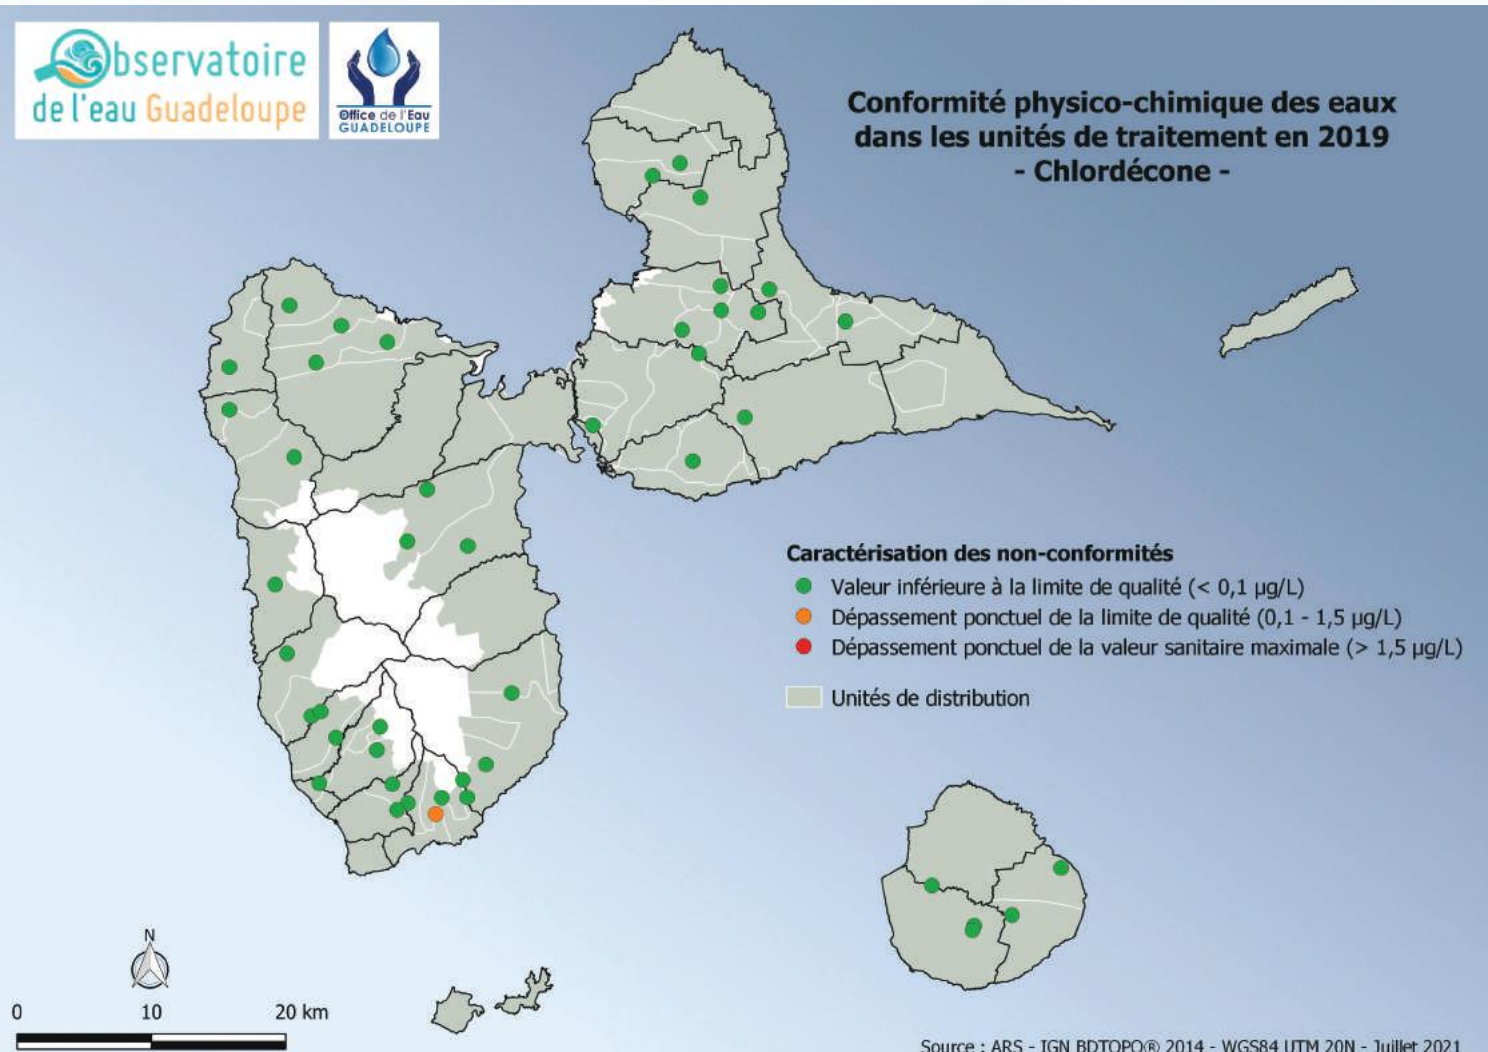 Observatoire
de l'eau Guadeloupe
Office de l'Eau
GUADELOUPE
Conformité physico-chimique des eaux
dans les unités de traitement en 2019
- Chlordécone -
Caractérisation des non-conformités
Valeur inférieure à la limite de qualité (< 0,1 µg/L)
Dépassement ponctuel de la limite de qualité (0,1 - 1,5 µg/L)
Dépassement ponctuel de la valeur sanitaire maximale (> 1,5 µg/L)
Unités de distribution
N
0 10 20 km
Source : ARS - IGN BDTOPO® 2014 - WGS84 UTM 20N - Juillet 2021